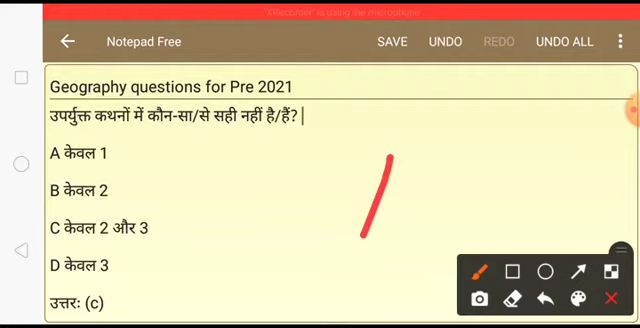 "XRecorder" is using the microphone
Notepad Free SAVE UNDO REDO UNDO ALL
Geography questions for Pre 2021
उपर्युक्त कथनों में कौन-सा/से सही नहीं है/हैं?
A केवल 1
B केवल 2
C केवल 2 और 3
D केवल 3
उत्तरः (c)